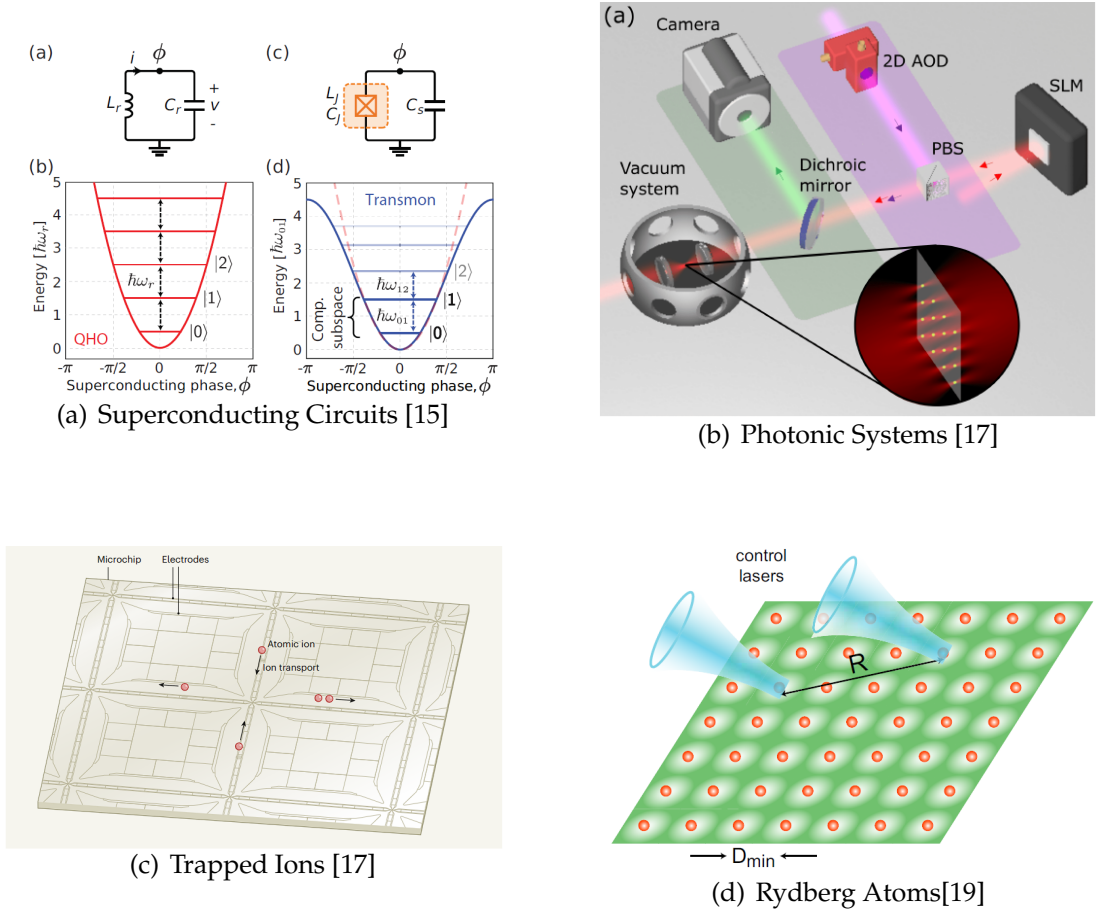 (a)
i
ϕ
L_r
C_r
+
v
-
(c)
ϕ
L_J
C_J
C_s
(b)
5
4
3
2
1
0
Energy [ħω_r]
ħω_r
|2⟩
|1⟩
|0⟩
QHO
-π
-π/2
0
π/2
π
Superconducting phase, ϕ
(d)
5
4
3
2
1
0
Energy [ħω_01]
Transmon
|2⟩
ħω_12
|1⟩
ħω_01
|0⟩
Comp.
subspace
-π
-π/2
0
π/2
π
Superconducting phase, ϕ
(a) Superconducting Circuits [15]
(a)
Camera
2D AOD
SLM
PBS
Dichroic
mirror
Vacuum
system
(b) Photonic Systems [17]
Microchip
Electrodes
Atomic ion
Ion transport
(c) Trapped Ions [17]
control
lasers
R
D_min
(d) Rydberg Atoms[19]